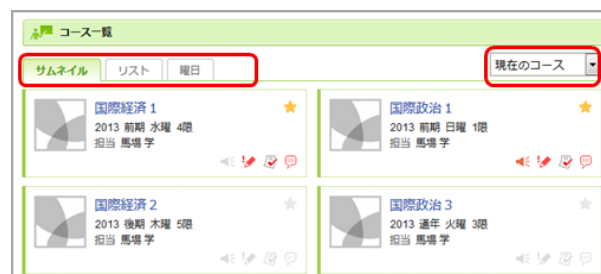 コース一覧
サムネイル リスト 曜日
現在のコース
国際経済 1
2013 前期 水曜 4限
担当 馬場 学
国際政治 1
2013 前期 日曜 1限
担当 馬場 学
国際経済 2
2013 後期 木曜 5限
担当 馬場 学
国際政治 3
2013 通年 火曜 3限
担当 馬場 学